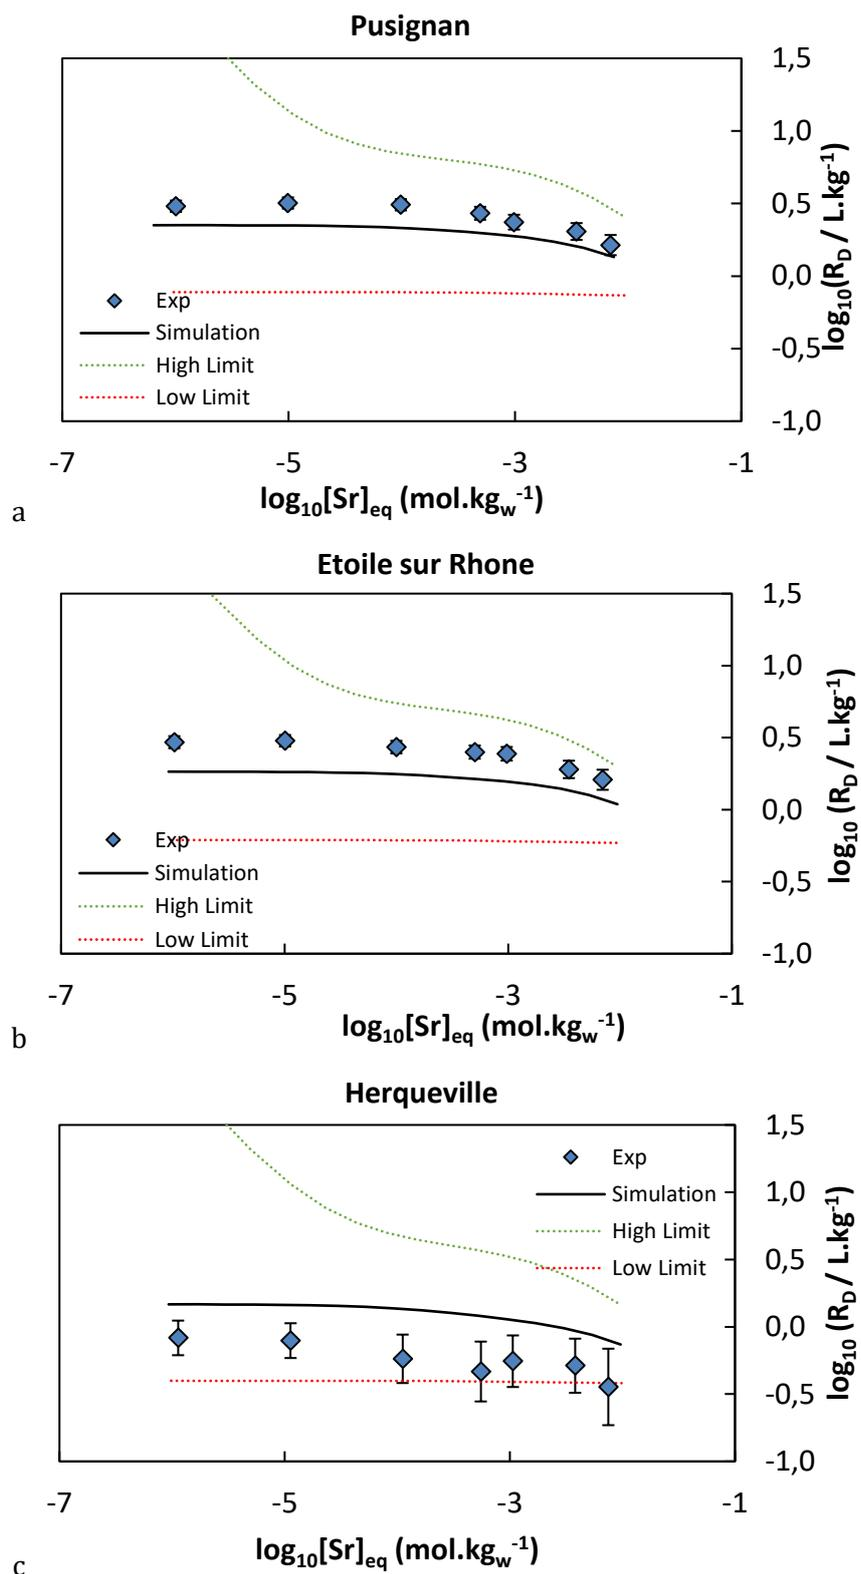 Pusignan
1,5
1,0
0,5
0,0
-0,5
-1,0
log10(RD / L.kg-1)
Exp
Simulation
High Limit
Low Limit
-7 -5 -3 -1
log10[Sr]eq (mol.kgw-1)
a
Etoile sur Rhone
1,5
1,0
0,5
0,0
-0,5
-1,0
log10 (RD / L.kg-1)
Exp
Simulation
High Limit
Low Limit
-7 -5 -3 -1
log10[Sr]eq (mol.kgw-1)
b
Herqueville
1,5
1,0
0,5
0,0
-0,5
-1,0
log10 (RD / L.kg-1)
Exp
Simulation
High Limit
Low Limit
-7 -5 -3 -1
log10[Sr]eq (mol.kgw-1)
c